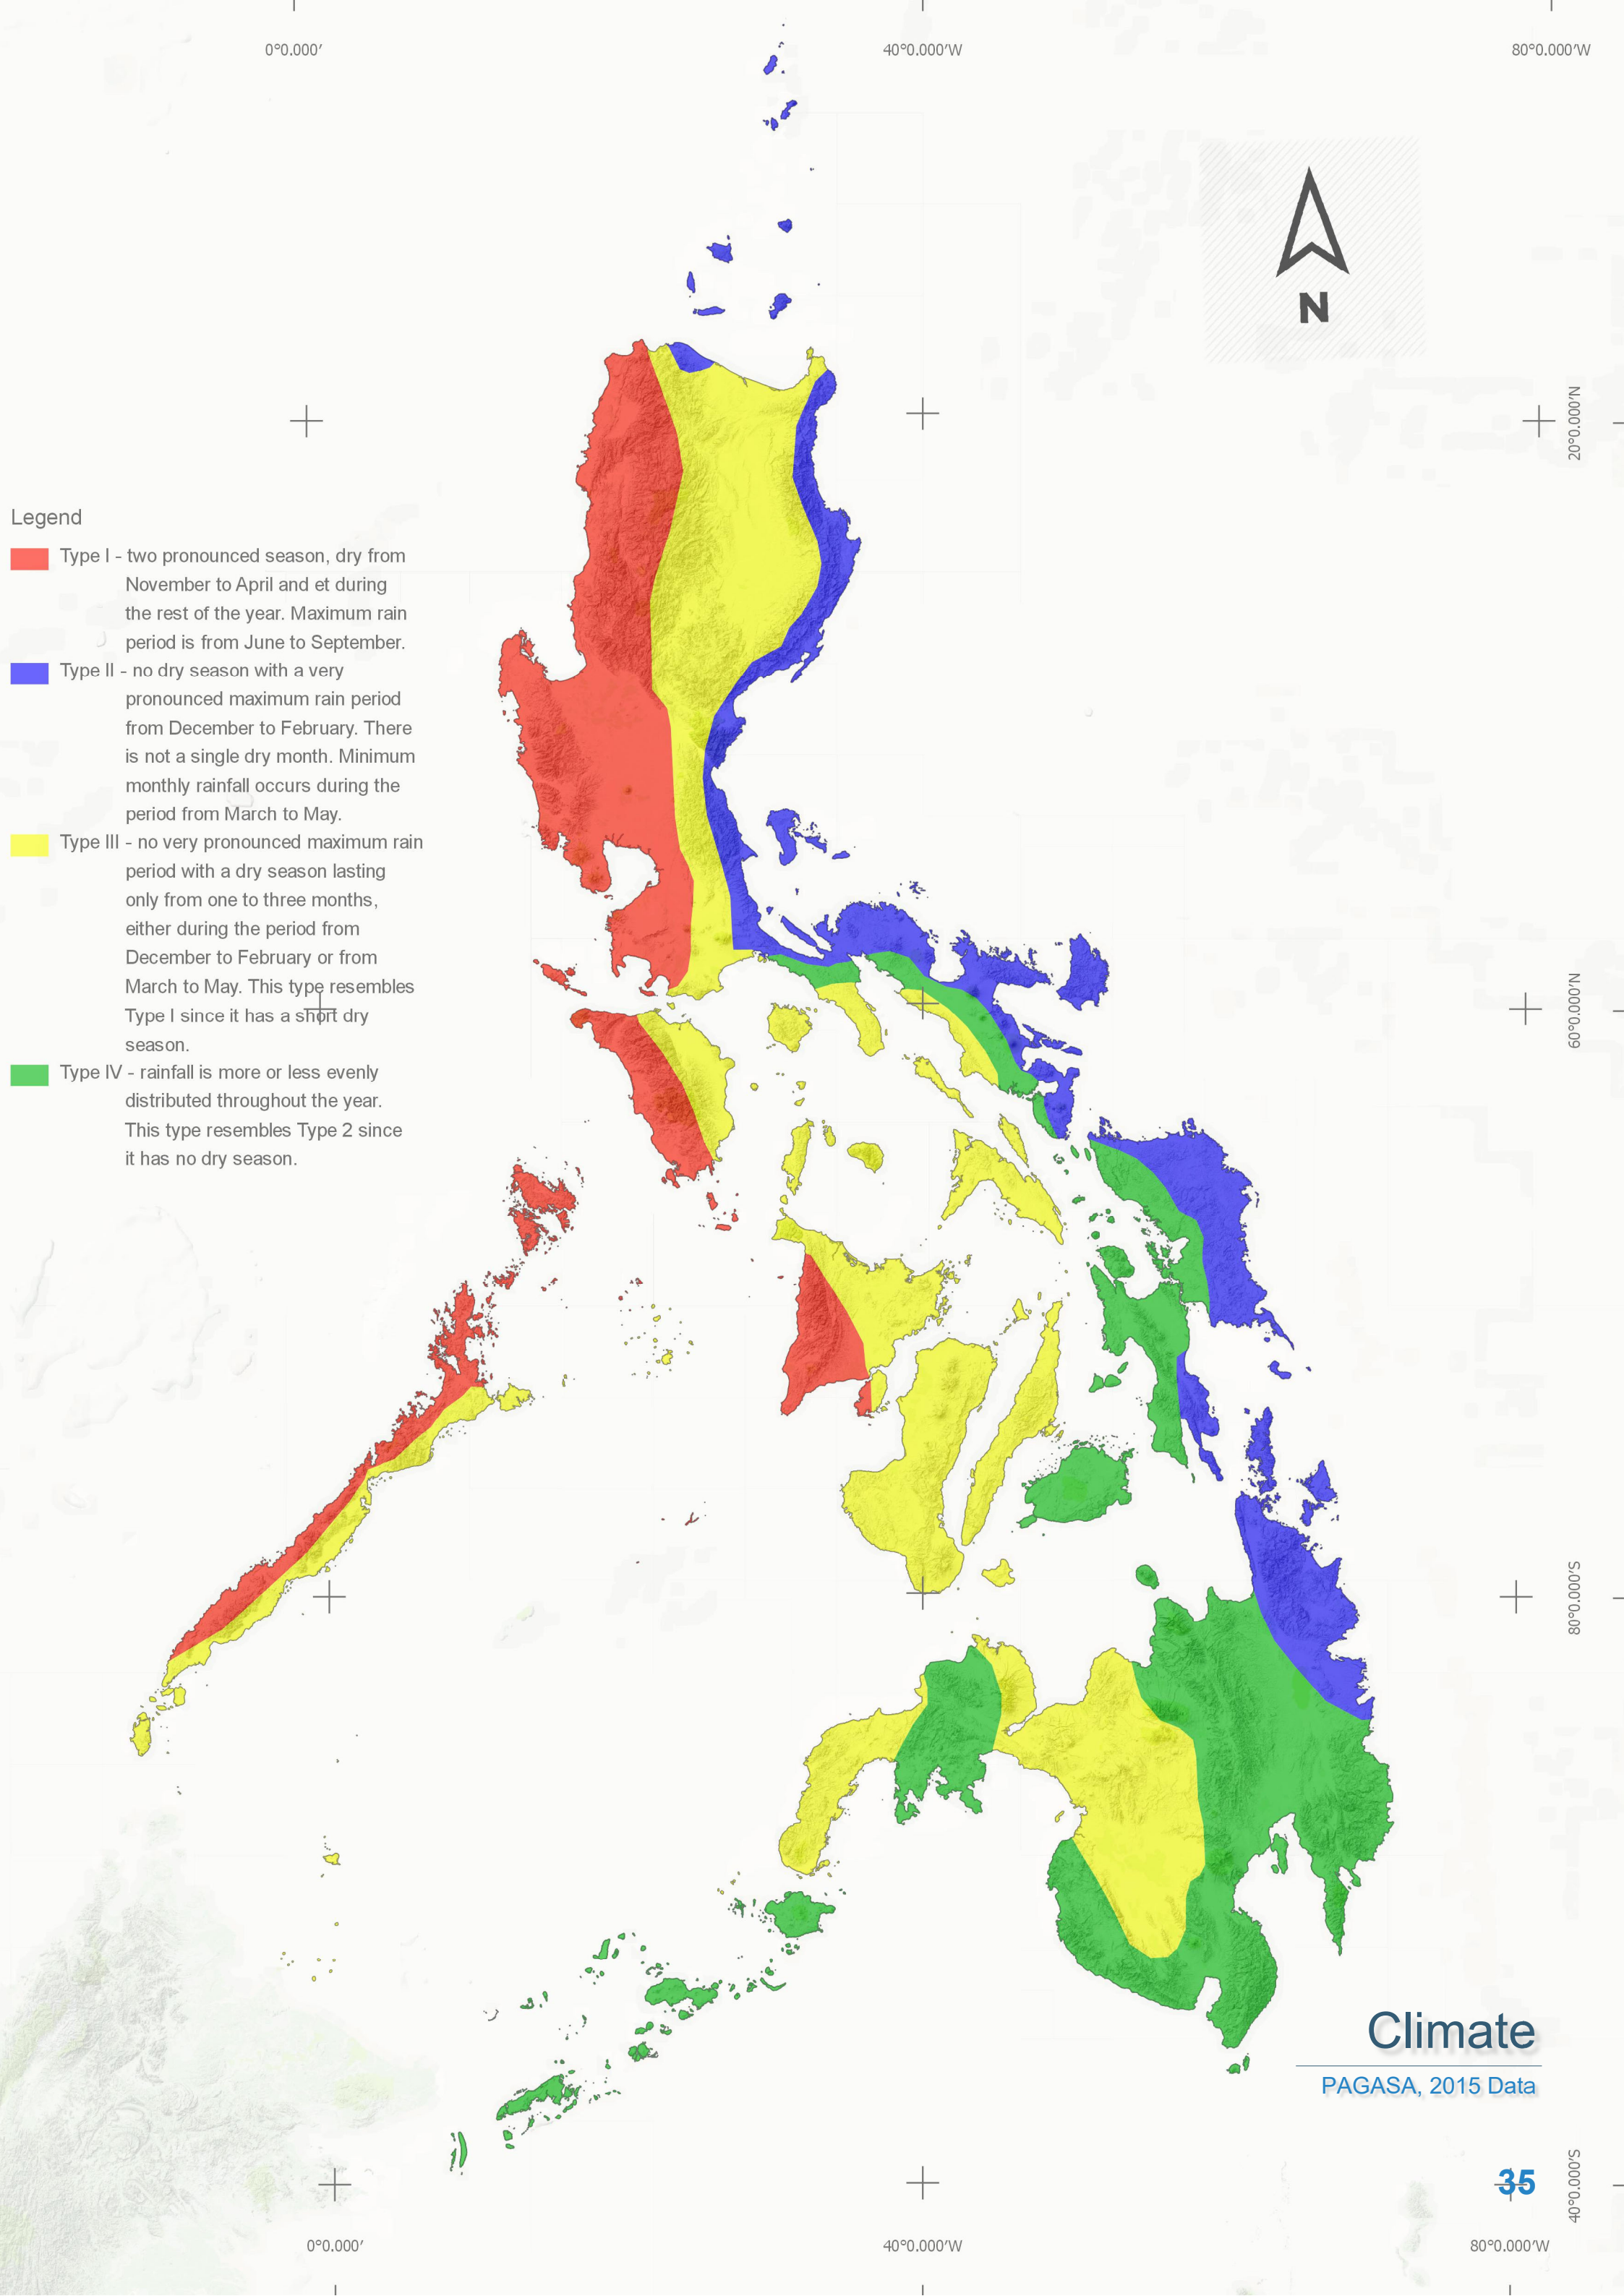 0°0.000′
40°0.000′W
80°0.000′W
N
20°0.000′N
Legend
Type I - two pronounced season, dry from
November to April and et during
the rest of the year. Maximum rain
period is from June to September.
Type II - no dry season with a very
pronounced maximum rain period
from December to February. There
is not a single dry month. Minimum
monthly rainfall occurs during the
period from March to May.
Type III - no very pronounced maximum rain
period with a dry season lasting
only from one to three months,
either during the period from
December to February or from
March to May. This type resembles
Type I since it has a short dry
season.
Type IV - rainfall is more or less evenly
distributed throughout the year.
This type resembles Type 2 since
it has no dry season.
60°0.000′N
80°0.000′S
Climate
PAGASA, 2015 Data
35
40°0.000′S
0°0.000′
40°0.000′W
80°0.000′W